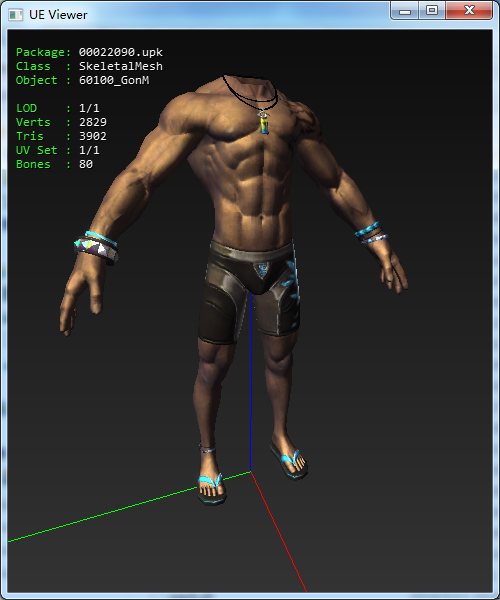 UE Viewer
Package: 00022090.upk
Class  : SkeletalMesh
Object : 60100_GonM
LOD    : 1/1
Verts  : 2829
Tris   : 3902
UV Set : 1/1
Bones  : 80